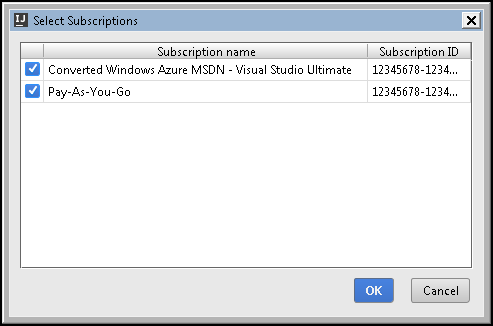 IJ Select Subscriptions
Subscription name Subscription ID
Converted Windows Azure MSDN - Visual Studio Ultimate 12345678-1234...
Pay-As-You-Go 12345678-1234...
OK Cancel